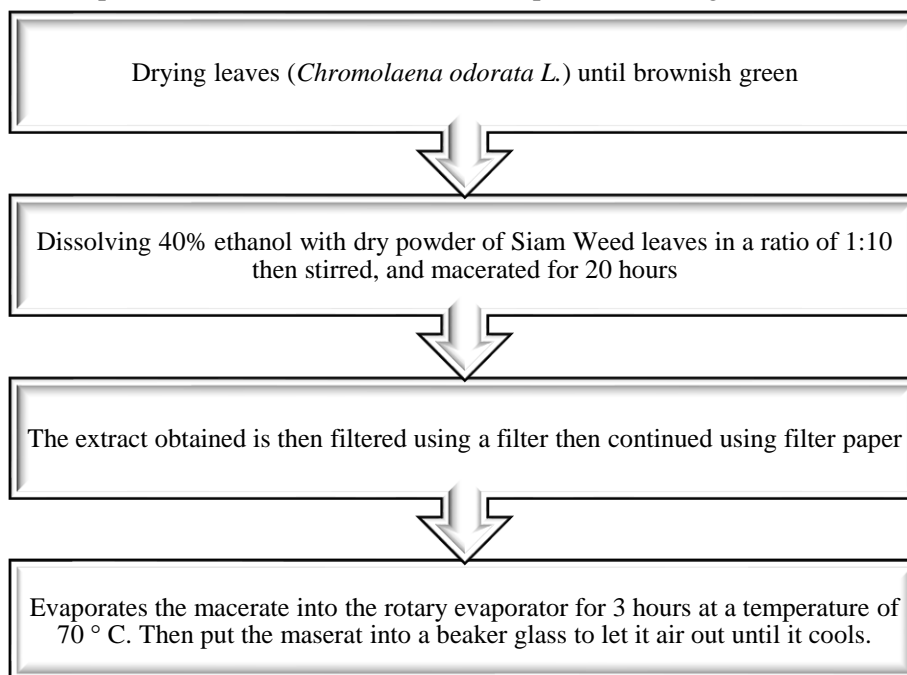 Drying leaves (Chromolaena odorata L.) until brownish green
Dissolving 40% ethanol with dry powder of Siam Weed leaves in a ratio of 1:10
then stirred, and macerated for 20 hours
The extract obtained is then filtered using a filter then continued using filter paper
Evaporates the macerate into the rotary evaporator for 3 hours at a temperature of
70 ° C. Then put the maserat into a beaker glass to let it air out until it cools.